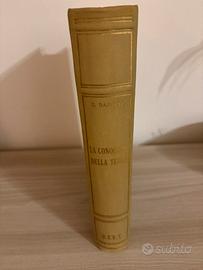 LA CONQUISTA
DELLA TERRA
U.T.E.T.
subito